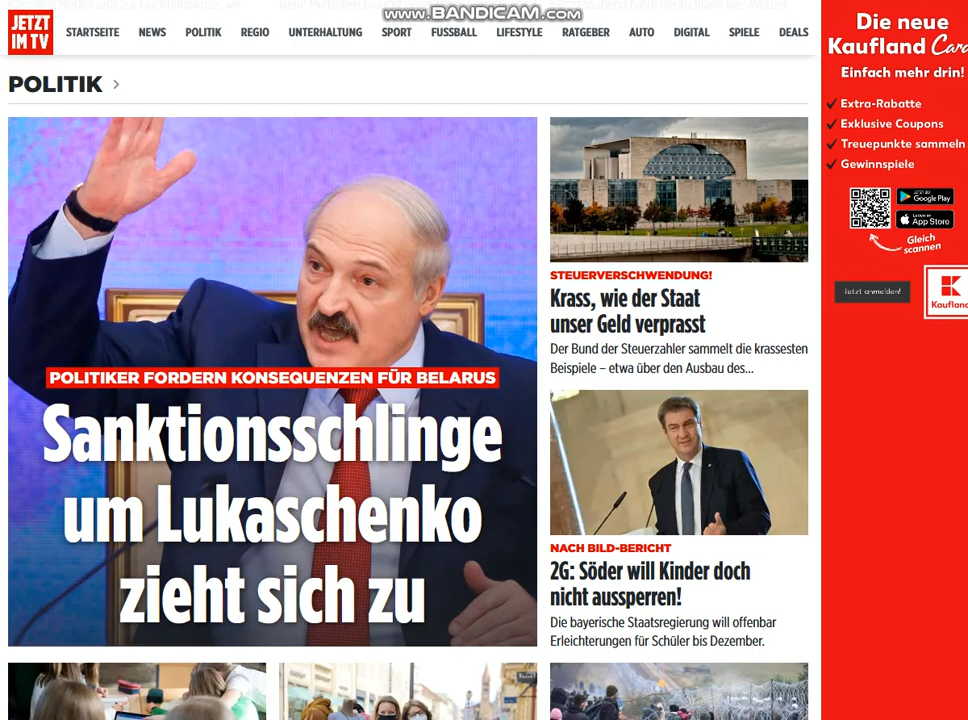 www.BANDICAM.com
JETZT
IM TV
STARTSEITE NEWS POLITIK REGIO UNTERHALTUNG SPORT FUSSBALL LIFESTYLE RATGEBER AUTO DIGITAL SPIELE DEALS
POLITIK
POLITIKER FORDERN KONSEQUENZEN FÜR BELARUS
Sanktionsschlinge
um Lukaschenko
zieht sich zu
STEUERVERSCHWENDUNG!
Krass, wie der Staat
unser Geld verprasst
Der Bund der Steuerzahler sammelt die krassesten
Beispiele – etwa über den Ausbau des...
NACH BILD-BERICHT
2G: Söder will Kinder doch
nicht aussperren!
Die bayerische Staatsregierung will offenbar
Erleichterungen für Schüler bis Dezember.
Die neue
Kaufland Card
Einfach mehr drin!
Extra-Rabatte
Exklusive Coupons
Treuepunkte sammeln
Gewinnspiele
Google Play
App Store
Gleich
scannen
Jetzt anmelden!
Kaufland